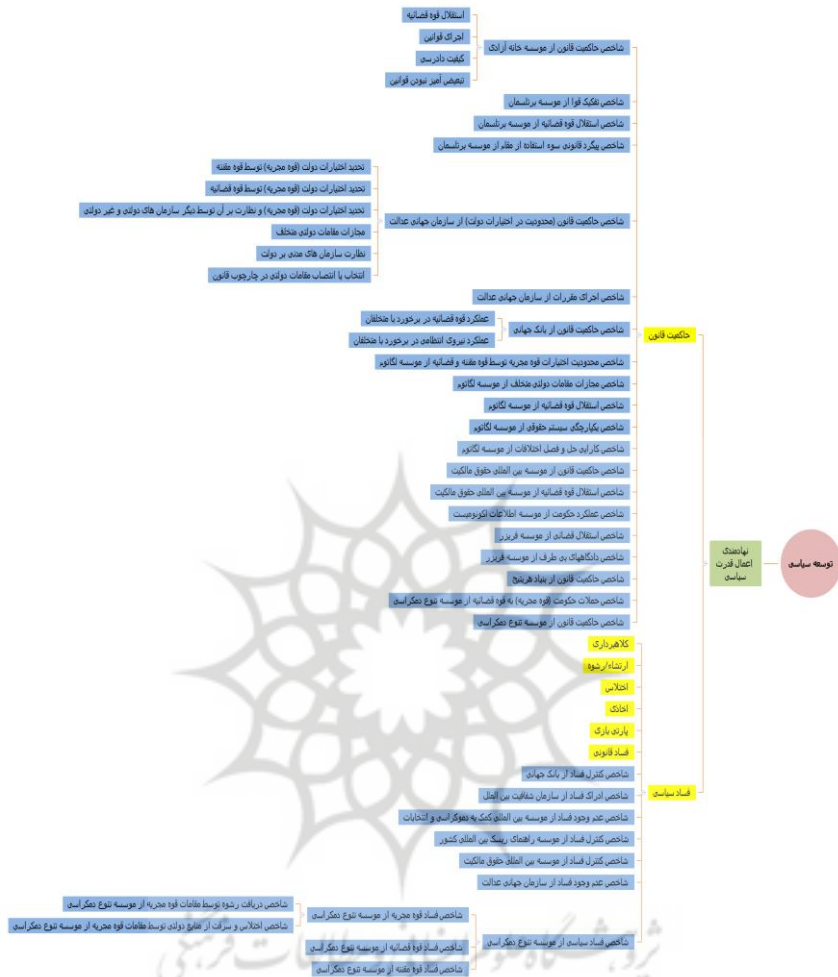 توسعه سیاسی
نهادمندی
اعمال قدرت
سیاسی
حاکمیت قانون
شاخص حاکمیت قانون از موسسه خانه آزادی
استقلال قوه قضائیه
اجرای قوانین
کیفیت دادرسی
تبعیض آمیز نبودن قوانین
شاخص تفکیک قوا از موسسه برتلسمان
شاخص استقلال قوه قضائیه از موسسه برتلسمان
شاخص پیگرد قانونی سوء استفاده از مقام از موسسه برتلسمان
شاخص حاکمیت قانون (محدودیت در اختیارات دولت) از سازمان جهانی عدالت
تحدید اختیارات دولت (قوه مجریه) توسط قوه مقننه
تحدید اختیارات دولت (قوه مجریه) توسط قوه قضائیه
تحدید اختیارات دولت (قوه مجریه) و نظارت بر آن توسط دیگر سازمان های دولتی و غیر دولتی
مجازات مقامات دولتی متخلف
نظارت سازمان های مدنی بر دولت
انتخاب یا انتصاب مقامات دولتی در چارچوب قانون
شاخص اجرای مقررات از سازمان جهانی عدالت
شاخص حاکمیت قانون از بانک جهانی
عملکرد قوه قضائیه در برخورد با متخلفان
عملکرد نیروی انتظامی در برخورد با متخلفان
شاخص محدودیت اختیارات قوه مجریه توسط قوه مقننه و قضائیه از موسسه لگاتوم
شاخص مجازات مقامات دولتی متخلف از موسسه لگاتوم
شاخص استقلال قوه قضائیه از موسسه لگاتوم
شاخص یکپارچگی سیستم حقوقی از موسسه لگاتوم
شاخص کارایی حل و فصل اختلافات از موسسه لگاتوم
شاخص حاکمیت قانون از موسسه بین المللی حقوق مالکیت
شاخص استقلال قوه قضائیه از موسسه بین المللی حقوق مالکیت
شاخص عملکرد حکومت از موسسه اطلاعات اکونومیست
شاخص استقلال قضائی از موسسه فریزر
شاخص دادگاههای بی طرف از موسسه فریزر
شاخص حاکمیت قانون از بنیاد هریتیج
شاخص حملات حکومت (قوه مجریه) به قوه قضائیه از موسسه تنوع دمکراسی
شاخص حاکمیت قانون از موسسه تنوع دمکراسی
فساد سیاسی
کلاهبرداری
ارتشاء/رشوه
اختلاس
اخاذی
پارتی بازی
فساد قانونی
شاخص کنترل فساد از بانک جهانی
شاخص ادراک فساد از سازمان شفافیت بین الملل
شاخص عدم وجود فساد از موسسه بین المللی کمک به دموکراسی و انتخابات
شاخص کنترل فساد از موسسه راهنمای ریسک بین المللی کشور
شاخص کنترل فساد از موسسه بین المللی حقوق مالکیت
شاخص عدم وجود فساد از سازمان جهانی عدالت
شاخص فساد سیاسی از موسسه تنوع دمکراسی
شاخص فساد قوه مجریه از موسسه تنوع دمکراسی
شاخص دریافت رشوه توسط مقامات قوه مجریه از موسسه تنوع دمکراسی
شاخص اختلاس و سرقت از منابع دولتی توسط مقامات قوه مجریه از موسسه تنوع دمکراسی
شاخص فساد قوه قضائیه از موسسه تنوع دمکراسی
شاخص فساد قوه مقننه از موسسه تنوع دمکراسی
پژوهشگاه علوم انسانی و مطالعات فرهنگی